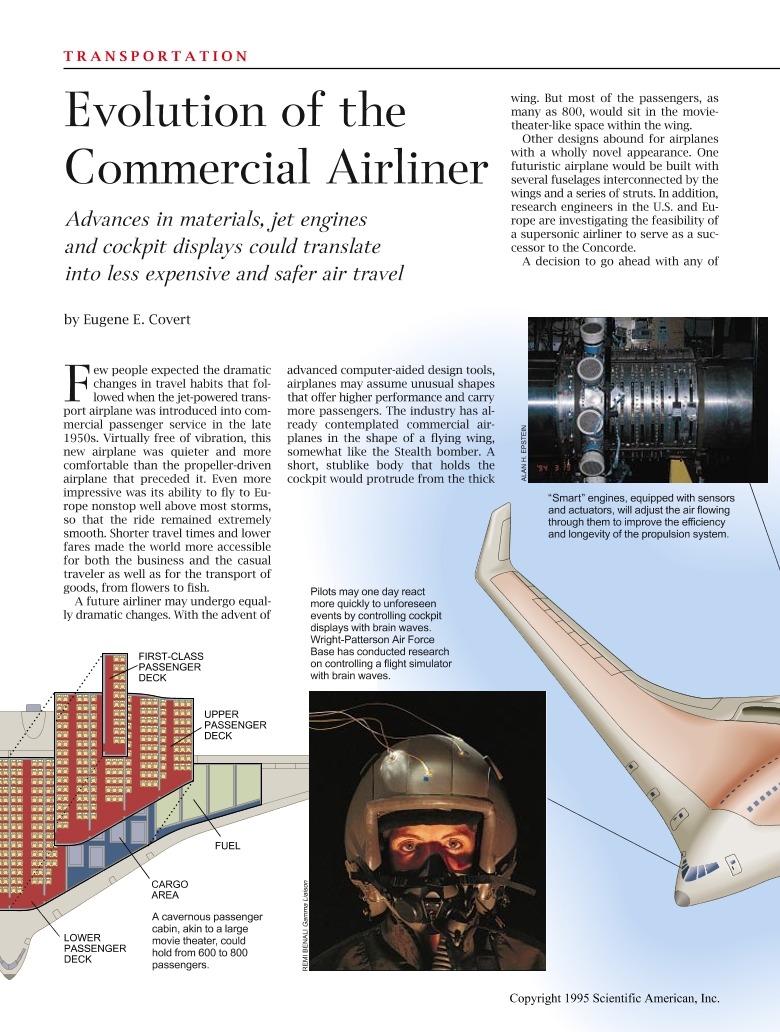 TRANSPORTATION
Evolution of the
Commercial Airliner
Advances in materials, jet engines
and cockpit displays could translate
into less expensive and safer air travel
by Eugene E. Covert
Few people expected the dramatic
changes in travel habits that fol-
lowed when the jet-powered trans-
port airplane was introduced into com-
mercial passenger service in the late
1950s. Virtually free of vibration, this
new airplane was quieter and more
comfortable than the propeller-driven
airplane that preceded it. Even more
impressive was its ability to fly to Eu-
rope nonstop well above most storms,
so that the ride remained extremely
smooth. Shorter travel times and lower
fares made the world more accessible
for both the business and the casual
traveler as well as for the transport of
goods, from flowers to fish.
A future airliner may undergo equal-
ly dramatic changes. With the advent of
advanced computer-aided design tools,
airplanes may assume unusual shapes
that offer higher performance and carry
more passengers. The industry has al-
ready contemplated commercial air-
planes in the shape of a flying wing,
somewhat like the Stealth bomber. A
short, stublike body that holds the
cockpit would protrude from the thick
wing. But most of the passengers, as
many as 800, would sit in the movie-
theater-like space within the wing.
Other designs abound for airplanes
with a wholly novel appearance. One
futuristic airplane would be built with
several fuselages interconnected by the
wings and a series of struts. In addition,
research engineers in the U.S. and Eu-
rope are investigating the feasibility of
a supersonic airliner to serve as a suc-
cessor to the Concorde.
A decision to go ahead with any of
ALAN H. EPSTEIN
"Smart" engines, equipped with sensors
and actuators, will adjust the air flowing
through them to improve the efficiency
and longevity of the propulsion system.
Pilots may one day react
more quickly to unforeseen
events by controlling cockpit
displays with brain waves.
Wright-Patterson Air Force
Base has conducted research
on controlling a flight simulator
with brain waves.
REMI BENALI Gamma Liaison
FIRST-CLASS
PASSENGER
DECK
UPPER
PASSENGER
DECK
FUEL
CARGO
AREA
A cavernous passenger
cabin, akin to a large
movie theater, could
hold from 600 to 800
passengers.
LOWER
PASSENGER
DECK
Copyright 1995 Scientific American, Inc.